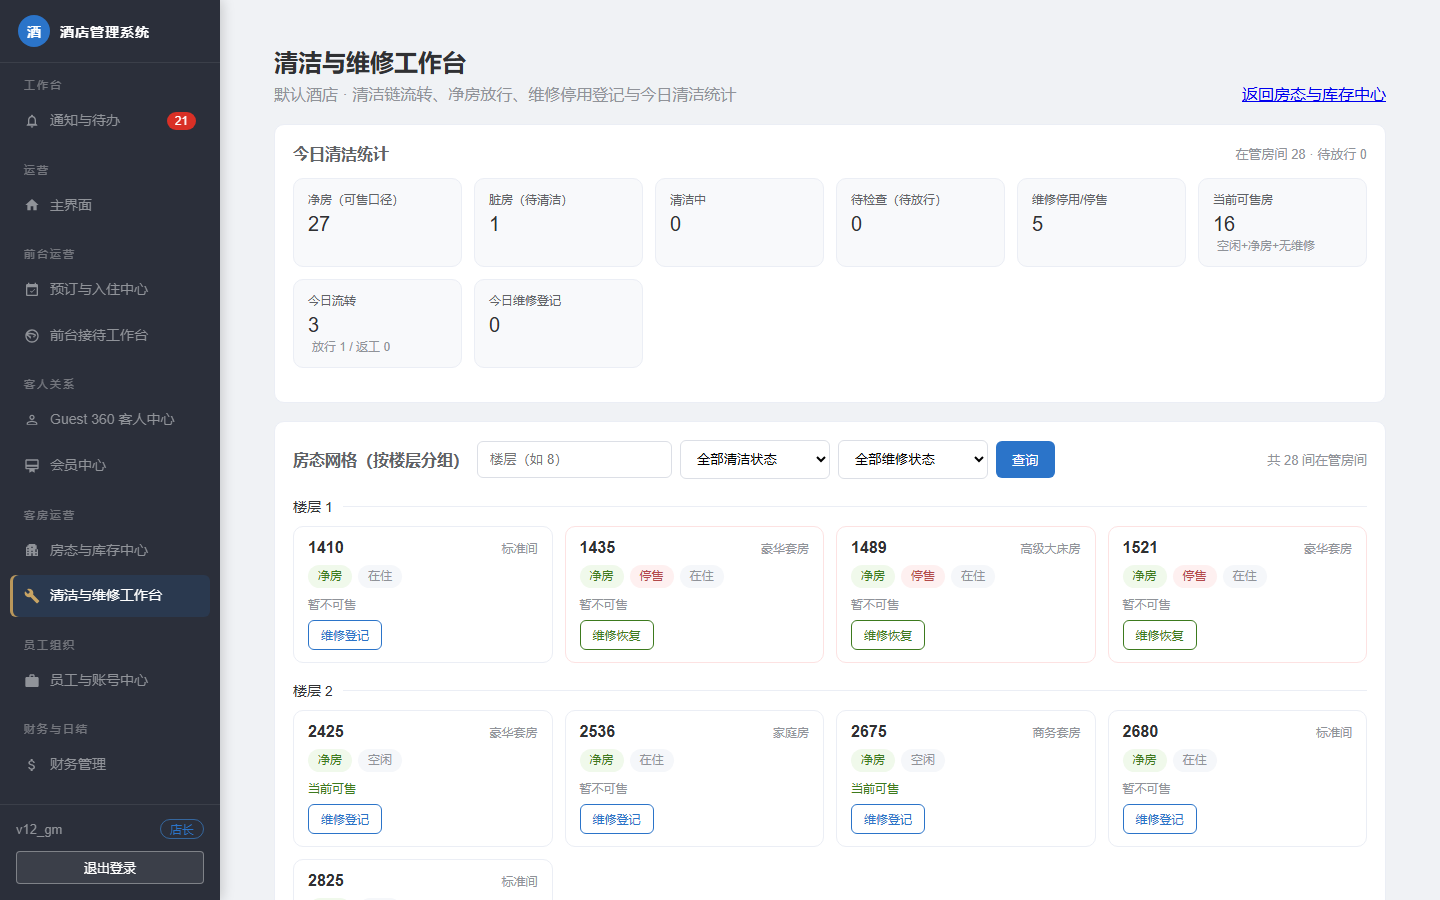 酒 酒店管理系统
工作台
通知与待办 21
运营
主界面
前台运营
预订与入住中心
前台接待工作台
客人关系
Guest 360 客人中心
会员中心
客房运营
房态与库存中心
清洁与维修工作台
员工组织
员工与账号中心
财务与日结
财务管理
v12_gm 店长
退出登录
清洁与维修工作台
默认酒店 · 清洁链流转、净房放行、维修停用登记与今日清洁统计
返回房态与库存中心
今日清洁统计
在管房间 28 · 待放行 0
净房（可售口径）
27
脏房（待清洁）
1
清洁中
0
待检查（待放行）
0
维修停用/停售
5
当前可售房
16
空闲+净房+无维修
今日流转
3
放行 1 / 返工 0
今日维修登记
0
房态网格（按楼层分组） 楼层（如 8） 全部清洁状态 全部维修状态 查询 共 28 间在管房间
楼层 1
1410 标准间
净房 在住
暂不可售
维修登记
1435 豪华套房
净房 停售 在住
暂不可售
维修恢复
1489 高级大床房
净房 停售 在住
暂不可售
维修恢复
1521 豪华套房
净房 停售 在住
暂不可售
维修恢复
楼层 2
2425 豪华套房
净房 空闲
当前可售
维修登记
2536 家庭房
净房 在住
暂不可售
维修登记
2675 商务套房
净房 空闲
当前可售
维修登记
2680 标准间
净房 在住
暂不可售
维修登记
2825 标准间